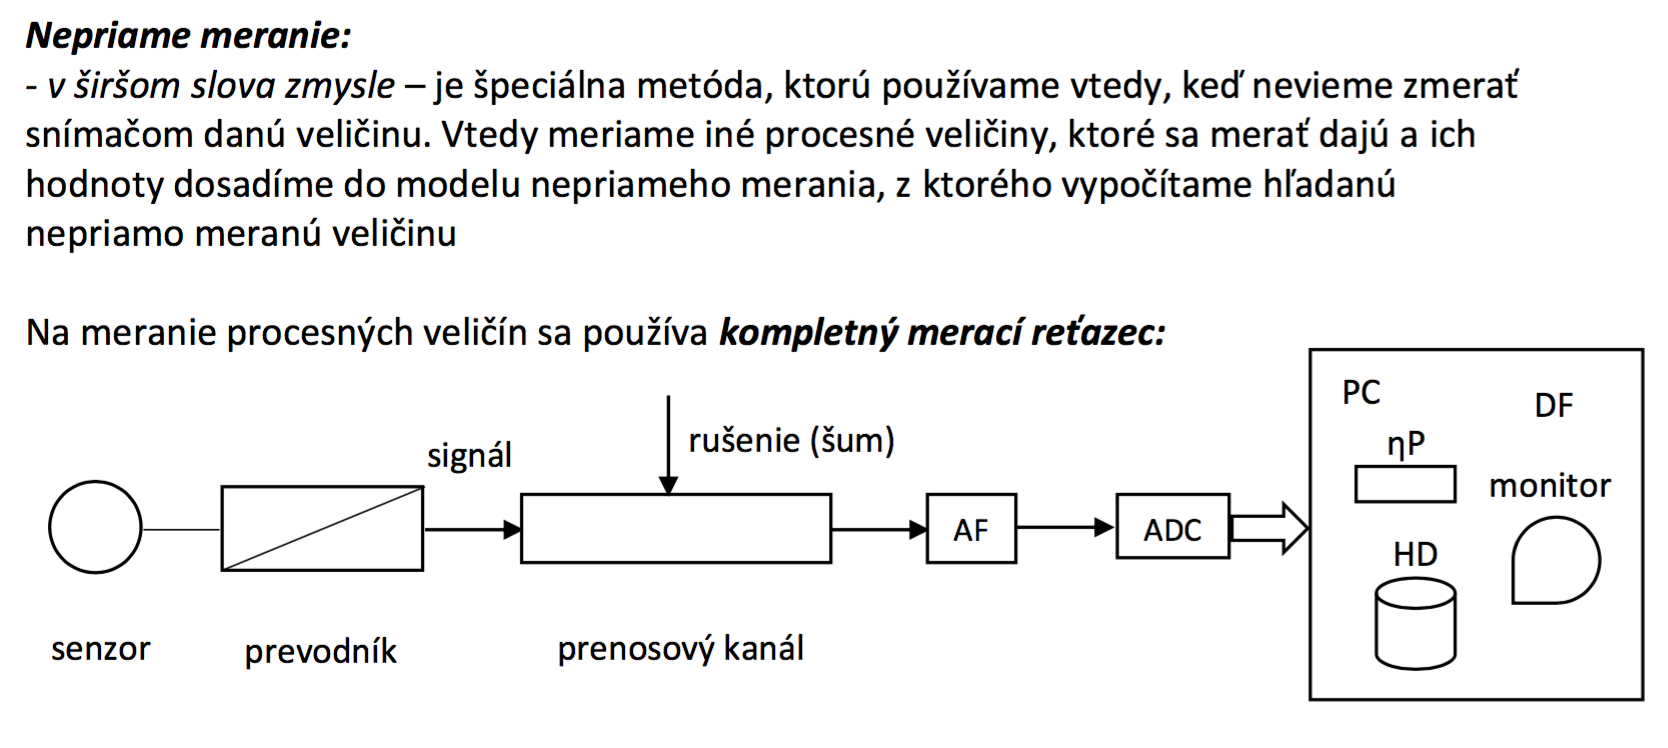 Nepriame meranie:
- v širšom slova zmysle – je špeciálna metóda, ktorú používame vtedy, keď nevieme zmerať
snímačom danú veličinu. Vtedy meriame iné procesné veličiny, ktoré sa merať dajú a ich
hodnoty dosadíme do modelu nepriameho merania, z ktorého vypočítame hľadanú
nepriamo meranú veličinu
Na meranie procesných veličín sa používa kompletný merací reťazec:
PC
DF
rušenie (šum)
ηP
signál
monitor
AF
ADC
HD
senzor
prevodník
prenosový kanál